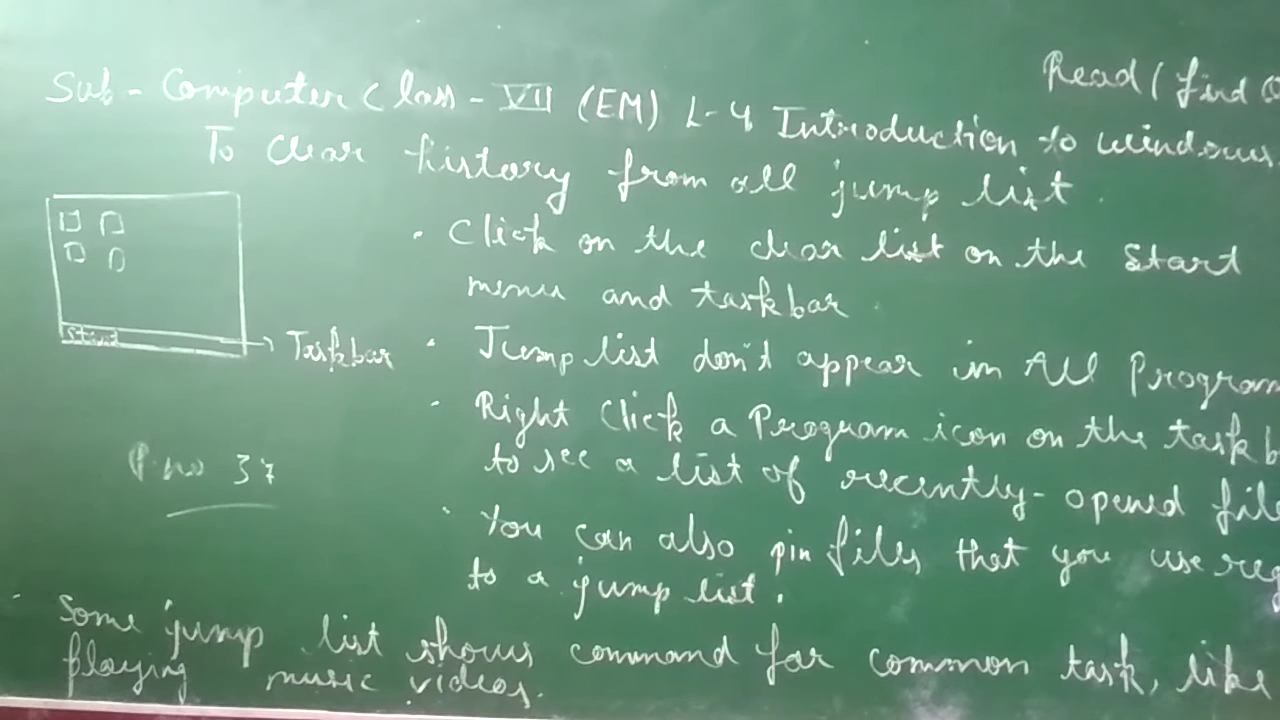 Read (find
Sub - Computer Class - VII (EM) L-4 Introduction to windows
To Clear history from all jump list.
• Click on the clear list on the Start
menu and taskbar.
Start
→ Taskbar
• Jump list don't appear in All Program
• Right Click a Program icon on the task b
to see a list of recently-opened file
P. no 37
• You can also pin files that you use reg
to a jump list.
• Some jump list shows command for common task, like
playing music videos.